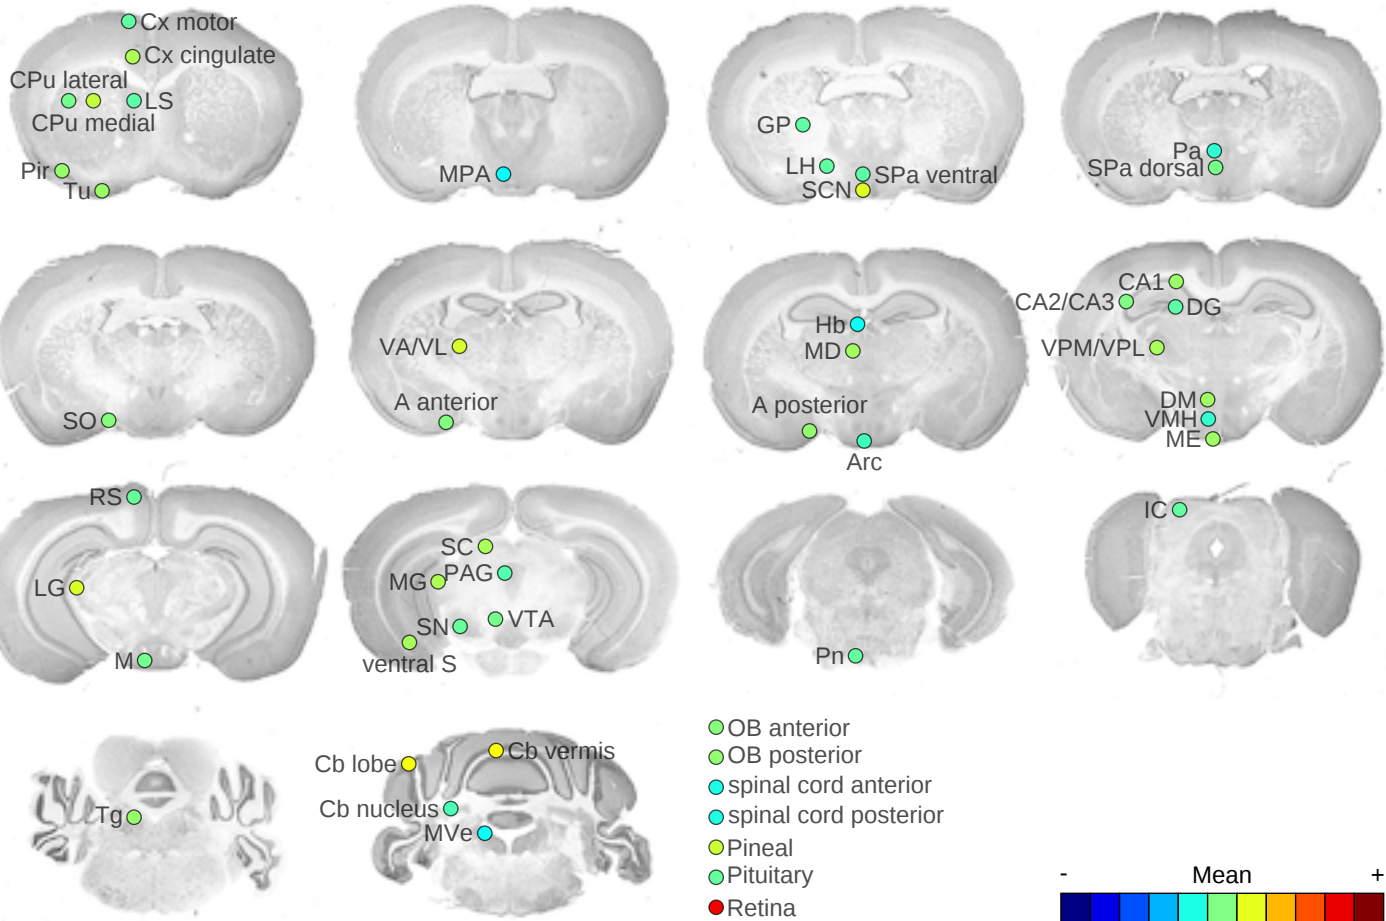 Cx motor
Cx cingulate
CPu lateral
LS
CPu medial
Pir
Tu
MPA
GP
LH
SPa ventral
SCN
Pa
SPa dorsal
SO
VA/VL
A anterior
Hb
MD
A posterior
Arc
CA1
CA2/CA3
DG
VPM/VPL
DM
VMH
ME
RS
LG
M
SC
MG
PAG
SN
VTA
ventral S
Pn
IC
Tg
Cb lobe
Cb vermis
Cb nucleus
MVe
OB anterior
OB posterior
spinal cord anterior
spinal cord posterior
Pineal
Pituitary
Retina
- Mean +